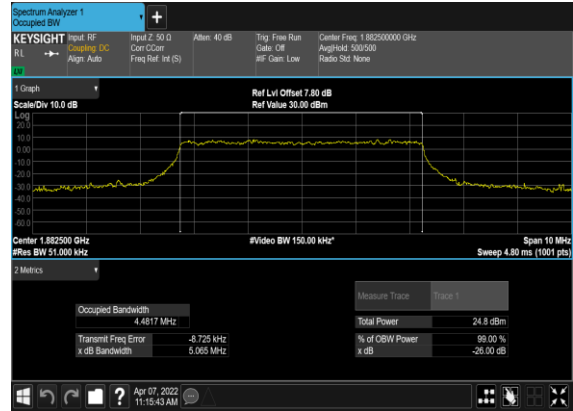 Spectrum Analyzer 1
Occupied BW
KEYSIGHT Input: RF Input Z: 50 Ω Atten: 40 dB Trig: Free Run Center Freq: 1.882500000 GHz
RL Coupling: DC Corr CCorr Gate: Off Avg|Hold: 500/500
Align: Auto Freq Ref: Int (S) #IF Gain: Low Radio Std: None
LW
1 Graph
Ref Lvl Offset 7.80 dB
Scale/Div 10.0 dB Ref Value 30.00 dBm
Log
20.0
10.0
0.00
-10.0
-20.0
-30.0
-40.0
-50.0
-60.0
Center 1.882500 GHz #Video BW 150.00 kHz* Span 10 MHz
#Res BW 51.000 kHz Sweep 4.80 ms (1001 pts)
2 Metrics
Measure Trace Trace 1
Occupied Bandwidth
4.4817 MHz
Total Power 24.8 dBm
Transmit Freq Error -8.725 kHz % of OBW Power 99.00 %
x dB Bandwidth 5.065 MHz x dB -26.00 dB
? Apr 07, 2022
11:15:43 AM